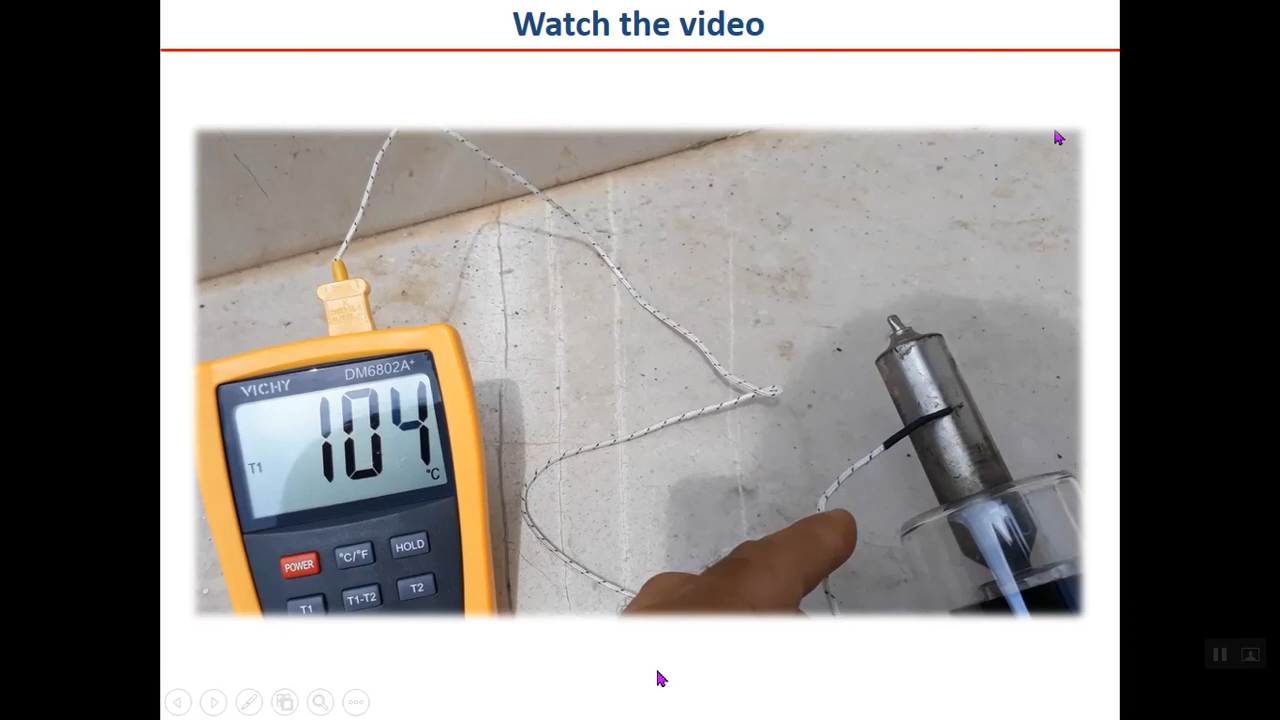 Watch the video
VICHY
DM6802A+
104
T1
°C
POWER
°C/°F
HOLD
T1
T1-T2
T2